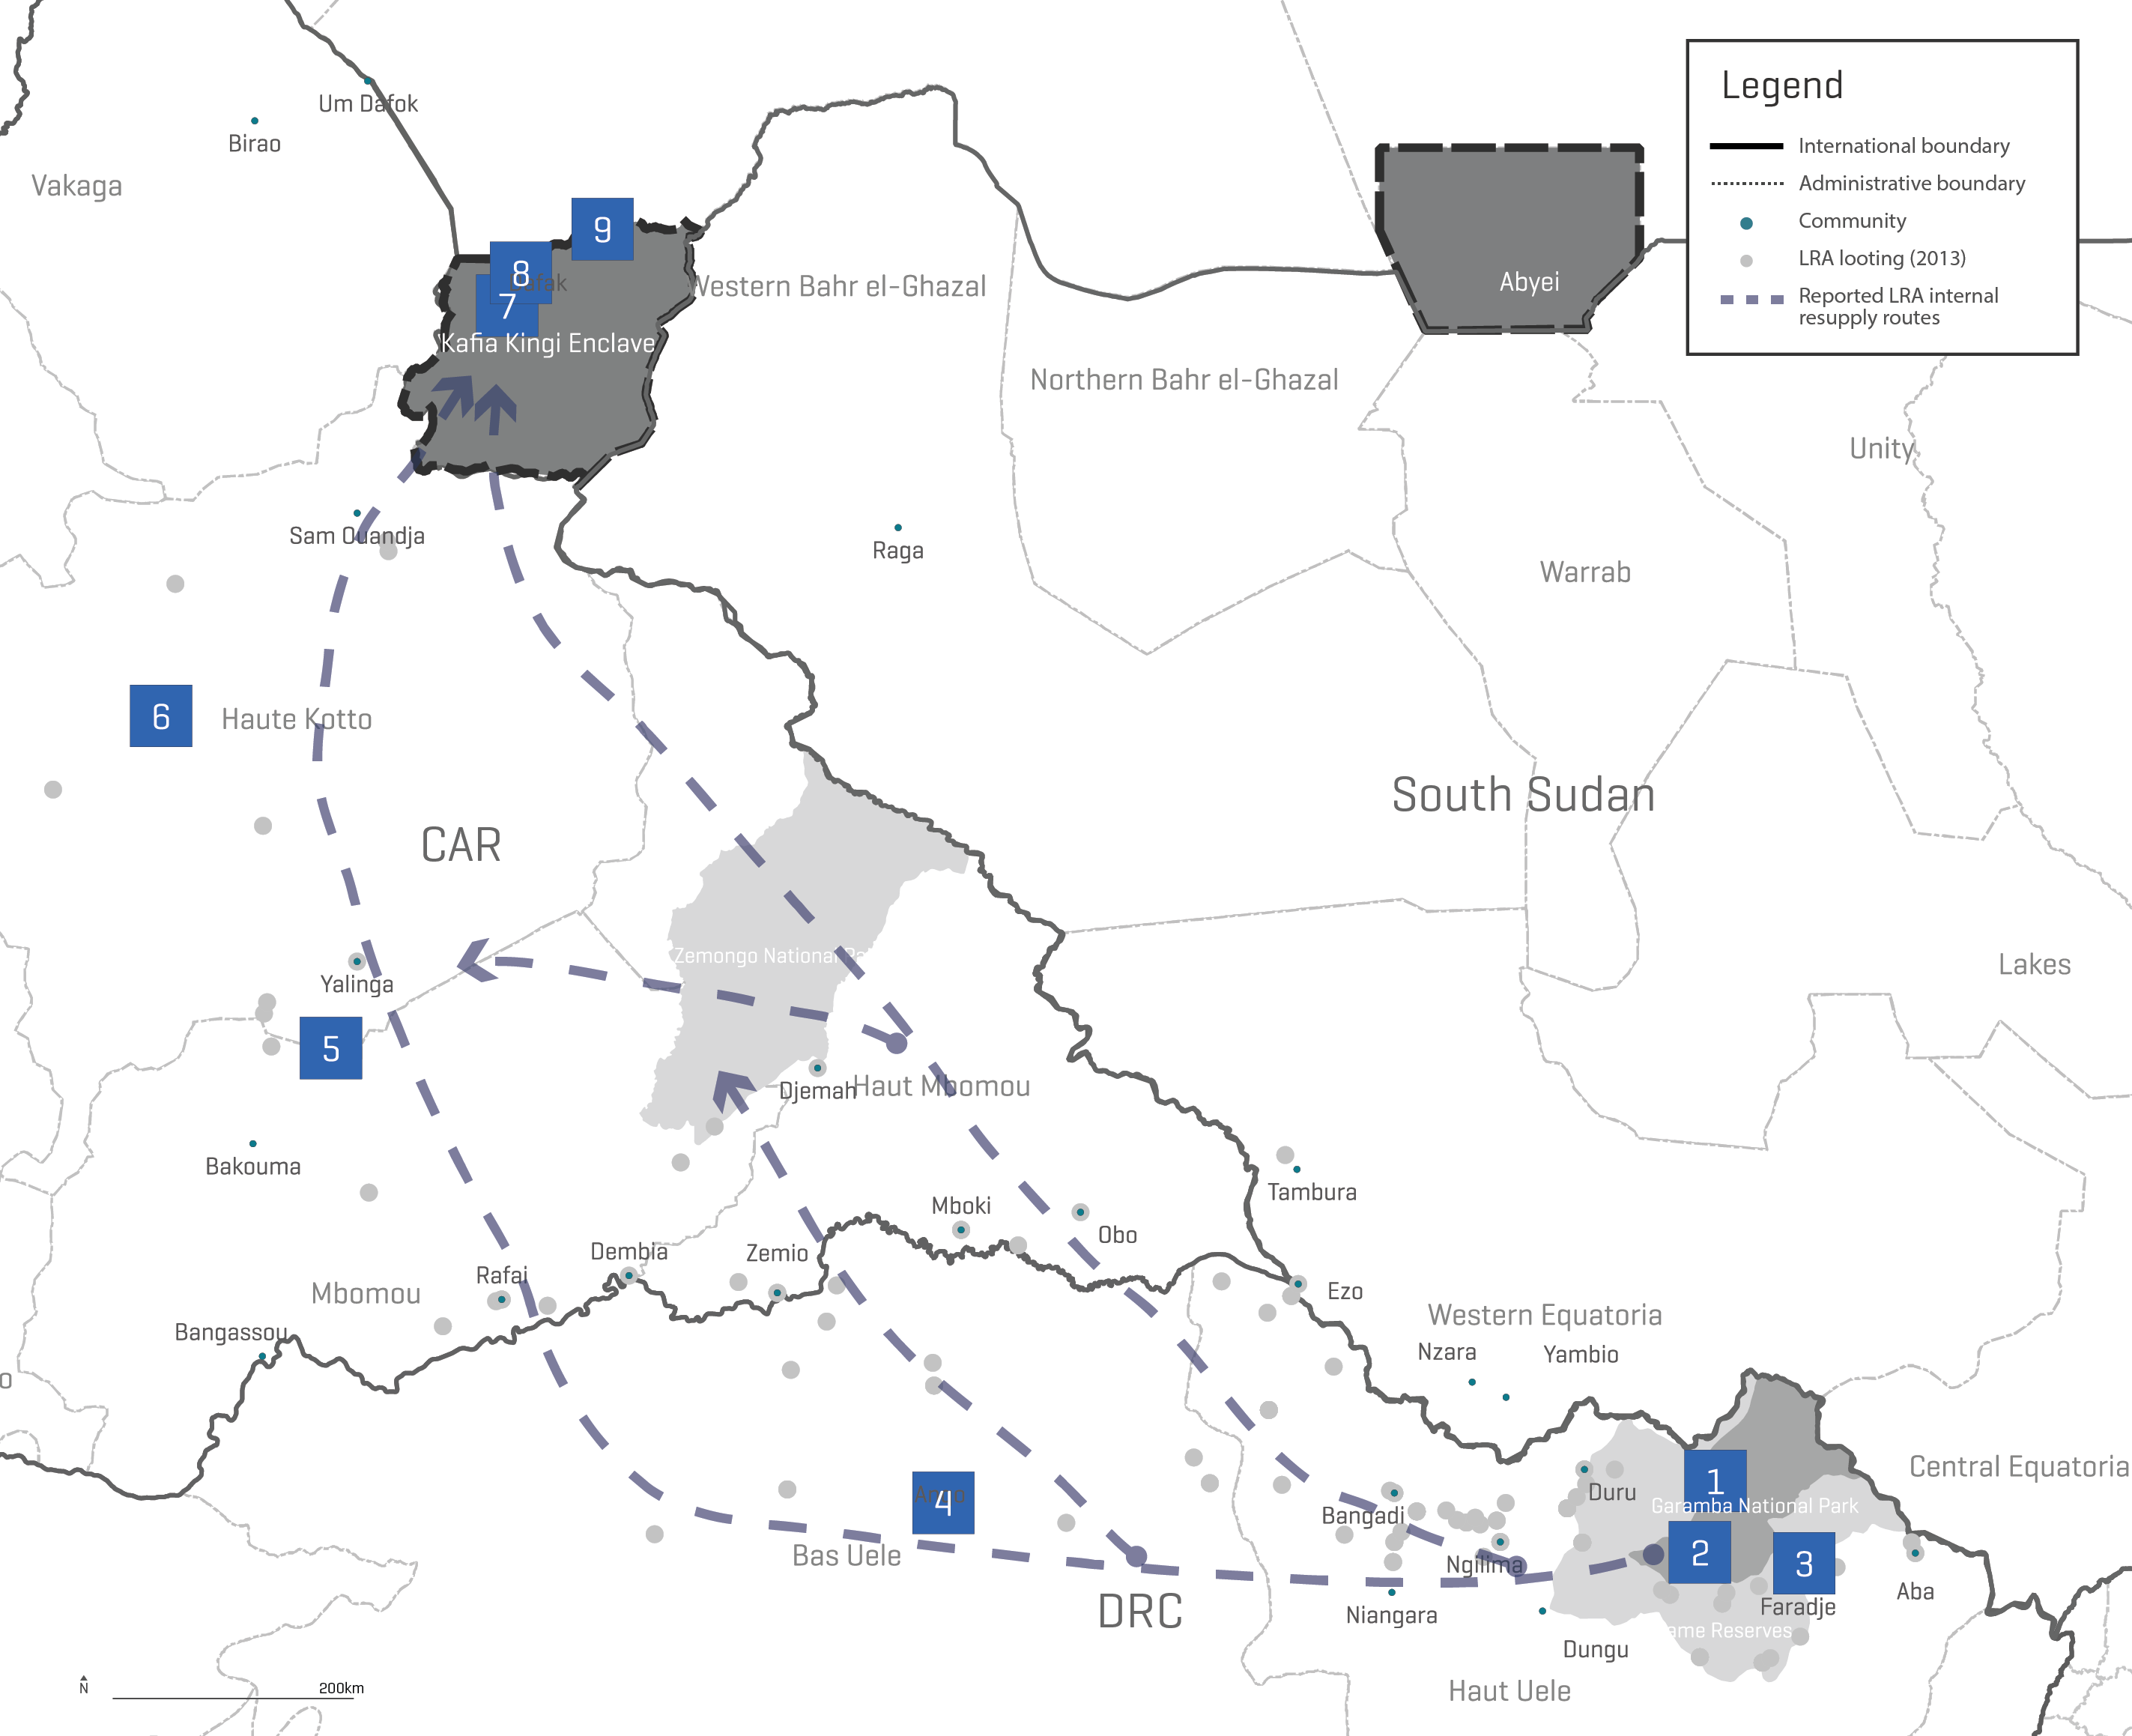 Legend
International boundary
Administrative boundary
Community
LRA looting (2013)
Reported LRA internal
resupply routes
Um Dafok
Birao
Vakaga
9
8
7
Kafia Kingi Enclave
Western Bahr el-Ghazal
Abyei
Northern Bahr el-Ghazal
Unity
Sam Ouandja
Raga
Warrab
6
Haute Kotto
South Sudan
CAR
Zemongo National
Lakes
Yalinga
5
Djemah
Haut Mbomou
Bakouma
Tambura
Mboki
Obo
Dembia
Zemio
Rafai
Mbomou
Ezo
Bangassou
Western Equatoria
Nzara
Yambio
Central Equatoria
1
Duru
Garamba National Park
4
Bangadi
Bas Uele
2
3
Ngilima
Aba
DRC
Niangara
Faradje
Game Reserves
Dungu
Haut Uele
N
200km